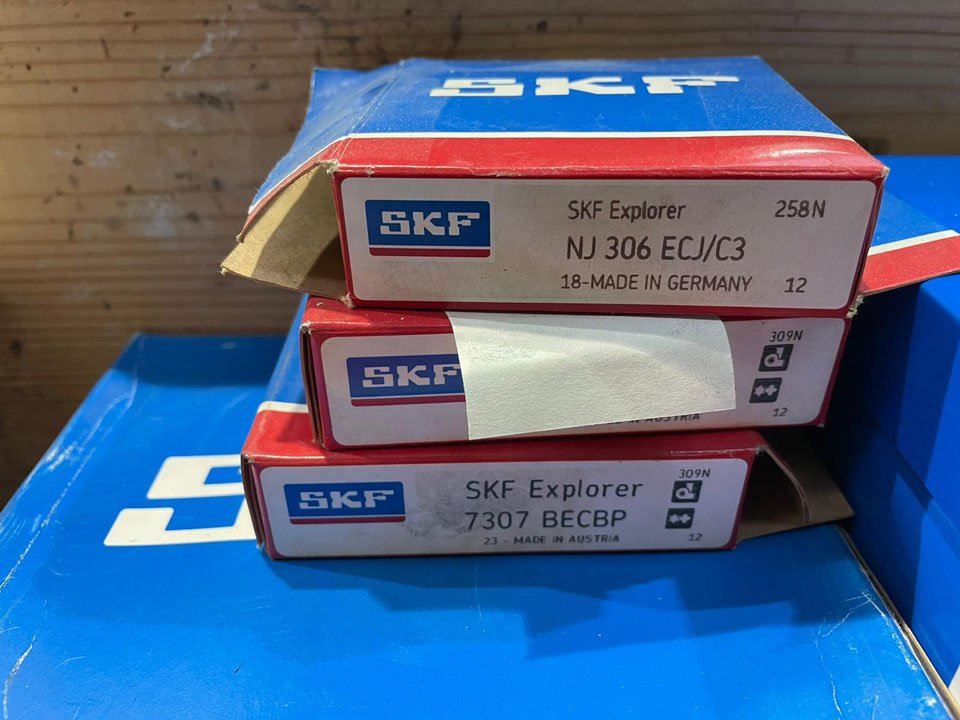 SKF
SKF
SKF Explorer
258N
NJ 306 ECJ/C3
18-MADE IN GERMANY
12
SKF
309N
AUSTRIA
12
SKF
SKF Explorer
309N
7307 BECBP
23 - MADE IN AUSTRIA
12
S